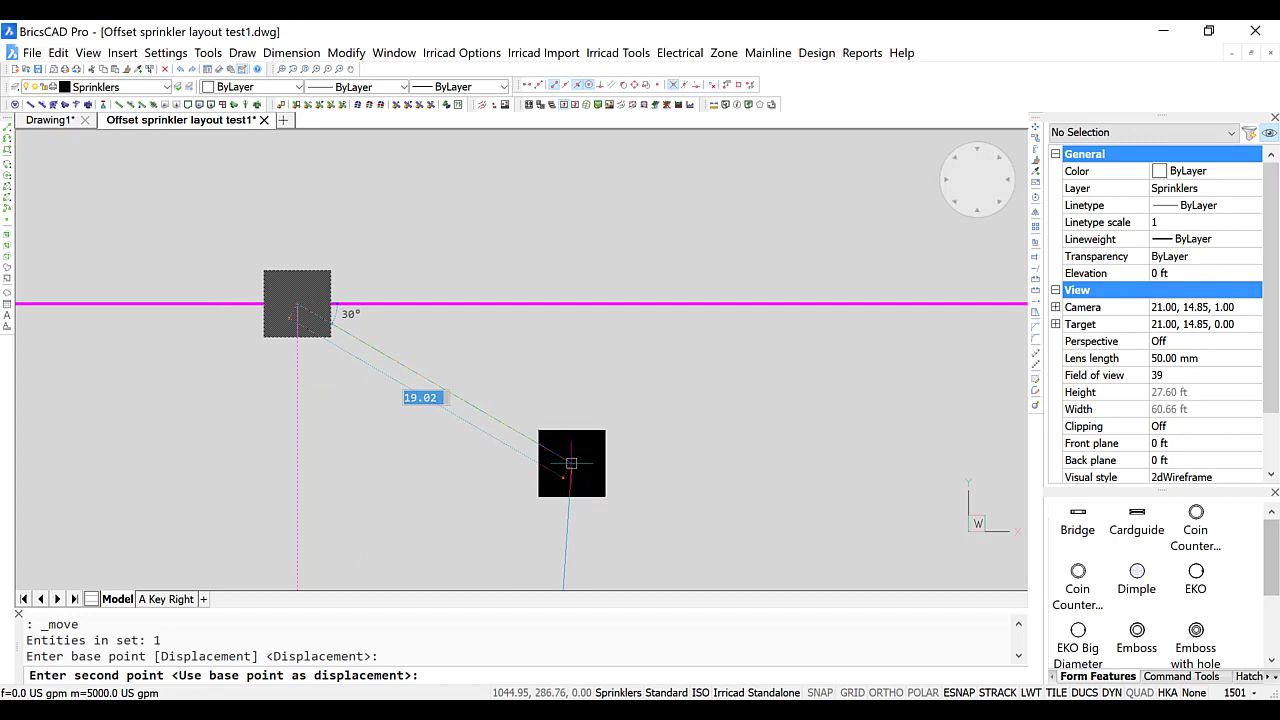 BricsCAD Pro - [Offset sprinkler layout test1.dwg]
File Edit View Insert Settings Tools Draw Dimension Modify Window Irricad Options Irricad Import Irricad Tools Electrical Zone Mainline Design Reports Help
Sprinklers ByLayer ByLayer ByLayer
Drawing1* Offset sprinkler layout test1*
No Selection
General
Color ByLayer
Layer Sprinklers
Linetype ByLayer
Linetype scale 1
Lineweight ByLayer
Transparency ByLayer
Elevation 0 ft
View
Camera 21.00, 14.85, 1.00
Target 21.00, 14.85, 0.00
Perspective Off
Lens length 50.00 mm
Field of view 39
Height 27.60 ft
Width 60.66 ft
Clipping Off
Front plane 0 ft
Back plane 0 ft
Visual style 2dWireframe
30°
19.02
Y
W
X
Bridge Cardguide Coin Counter...
Coin Counter... Dimple EKO
EKO Big Diameter Emboss Emboss with hole
Form Features Command Tools Hatch
Model A Key Right +
: _move
Entities in set: 1
Enter base point [Displacement] <Displacement>:
Enter second point <Use base point as displacement>:
f=0.0 US gpm m=5000.0 US gpm
1044.95, 286.76, 0.00 Sprinklers Standard ISO Irricad Standalone SNAP GRID ORTHO POLAR ESNAP STRACK LWT TILE DUCS DYN QUAD HKA None 1501